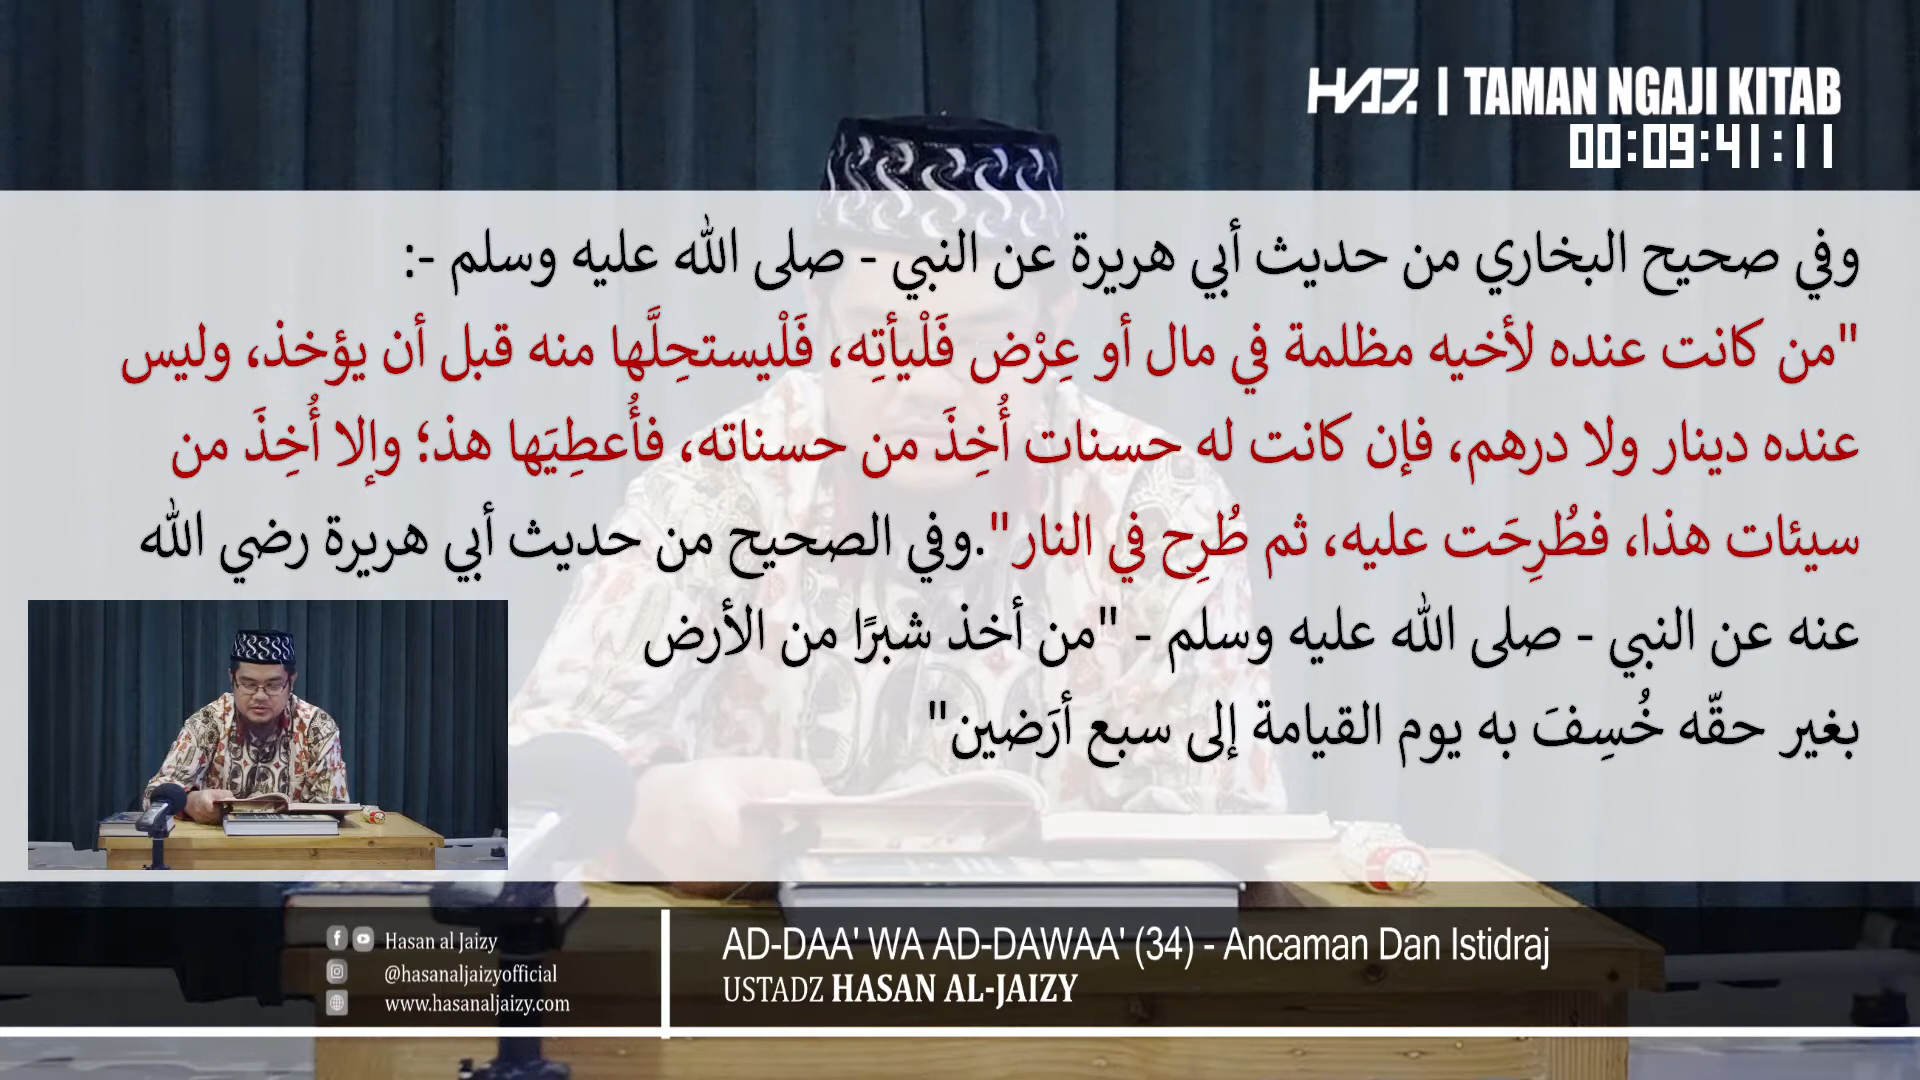 HAZ | TAMAN NGAJI KITAB
00:09:41:11
وفي صحيح البخاري من حديث أبي هريرة عن النبي - صلى الله عليه وسلم -:
"من كانت عنده لأخيه مظلمة في مال أو عِرْض فَلْيأتِه، فَلْيستحِلَّها منه قبل أن يؤخذ، وليس
عنده دينار ولا درهم، فإن كانت له حسنات أُخِذَ من حسناته، فأُعطِيَها هذ؛ وإلا أُخِذَ من
سيئات هذا، فطُرِحَت عليه، ثم طُرِح في النار".وفي الصحيح من حديث أبي هريرة رضي الله
عنه عن النبي - صلى الله عليه وسلم - "من أخذ شبرًا من الأرض
بغير حقّه خُسِفَ به يوم القيامة إلى سبع أرَضين"
Hasan al Jaizy
@hasanaljaizyofficial
www.hasanaljaizy.com
AD-DAA' WA AD-DAWAA' (34) - Ancaman Dan Istidraj
USTADZ HASAN AL-JAIZY